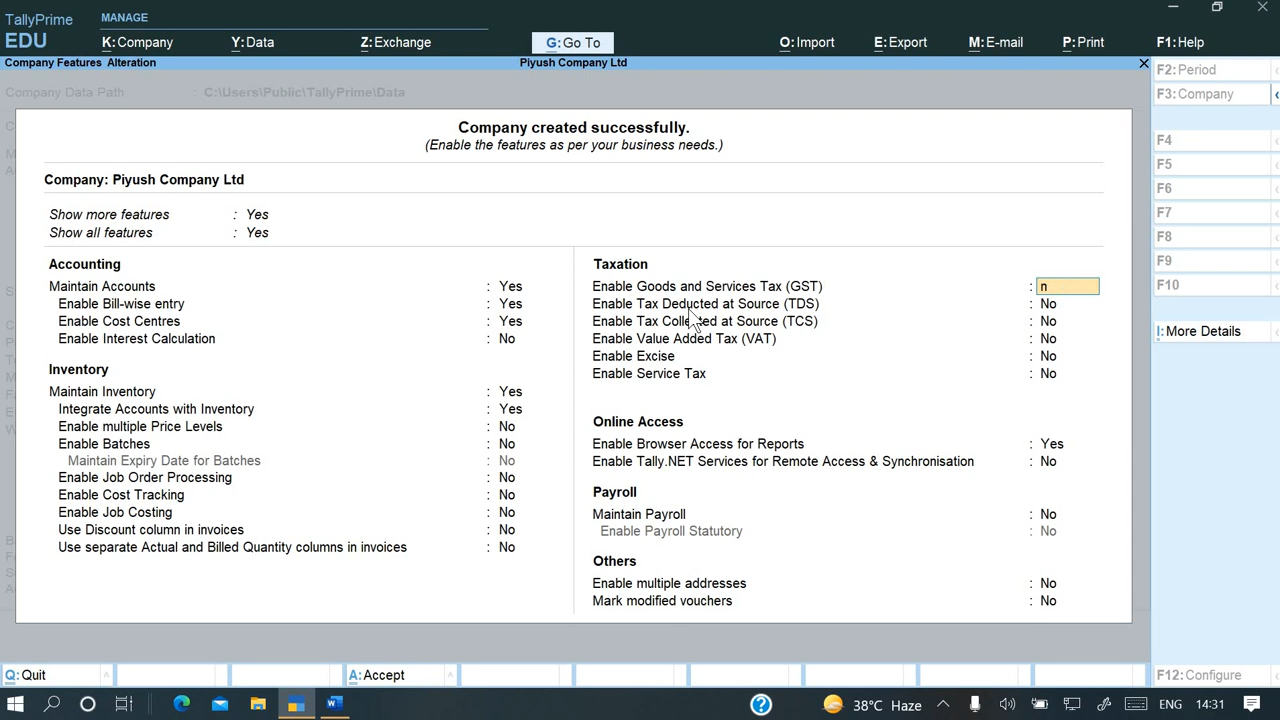 TallyPrime
EDU
MANAGE
K:Company Y:Data Z:Exchange G:Go To O:Import E:Export M:E-mail P:Print F1:Help
Company Features Alteration Piyush Company Ltd
Company Data Path : C:\Users\Public\TallyPrime\Data
Company created successfully.
(Enable the features as per your business needs.)
Company: Piyush Company Ltd
Show more features : Yes
Show all features : Yes
Accounting
Maintain Accounts : Yes
Enable Bill-wise entry : Yes
Enable Cost Centres : Yes
Enable Interest Calculation : No
Inventory
Maintain Inventory : Yes
Integrate Accounts with Inventory : Yes
Enable multiple Price Levels : No
Enable Batches : No
Maintain Expiry Date for Batches : No
Enable Job Order Processing : No
Enable Cost Tracking : No
Enable Job Costing : No
Use Discount column in invoices : No
Use separate Actual and Billed Quantity columns in invoices : No
Taxation
Enable Goods and Services Tax (GST) : n
Enable Tax Deducted at Source (TDS) : No
Enable Tax Collected at Source (TCS) : No
Enable Value Added Tax (VAT) : No
Enable Excise : No
Enable Service Tax : No
Online Access
Enable Browser Access for Reports : Yes
Enable Tally.NET Services for Remote Access & Synchronisation : No
Payroll
Maintain Payroll : No
Enable Payroll Statutory : No
Others
Enable multiple addresses : No
Mark modified vouchers : No
F2:Period
F3:Company
F4
F5
F6
F7
F8
F9
F10
I:More Details
F12:Configure
Q:Quit A:Accept
38°C Haze ENG 14:31